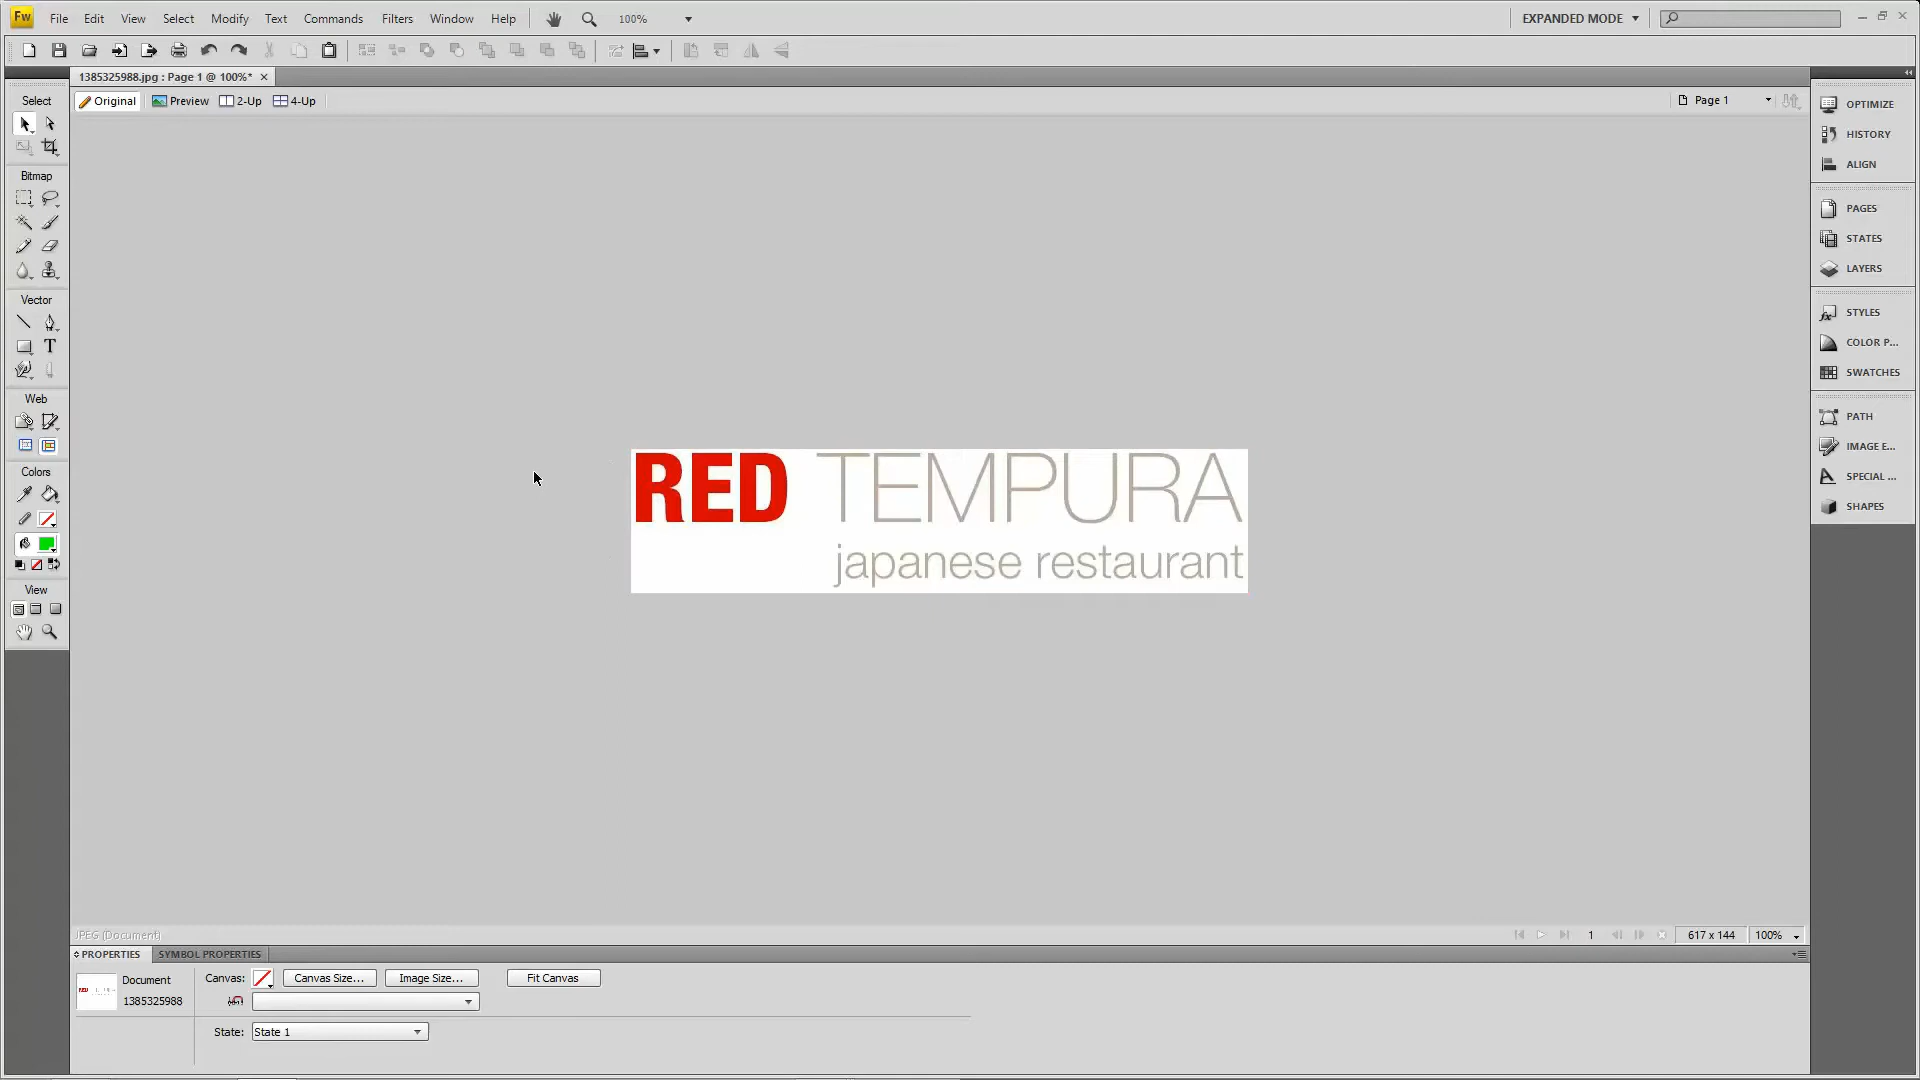 Fw File Edit View Select Modify Text Commands Filters Window Help 100% EXPANDED MODE
1385325988.jpg : Page 1 @ 100%*
Original Preview 2-Up 4-Up Page 1
Select
Bitmap
Vector
Web
Colors
View
OPTIMIZE
HISTORY
ALIGN
PAGES
STATES
LAYERS
STYLES
COLOR P...
SWATCHES
PATH
IMAGE E...
SPECIAL ...
SHAPES
RED TEMPURA
japanese restaurant
JPEG (Document) 1 617 x 144 100%
PROPERTIES SYMBOL PROPERTIES
Document Canvas: Canvas Size... Image Size... Fit Canvas
1385325988
State: State 1